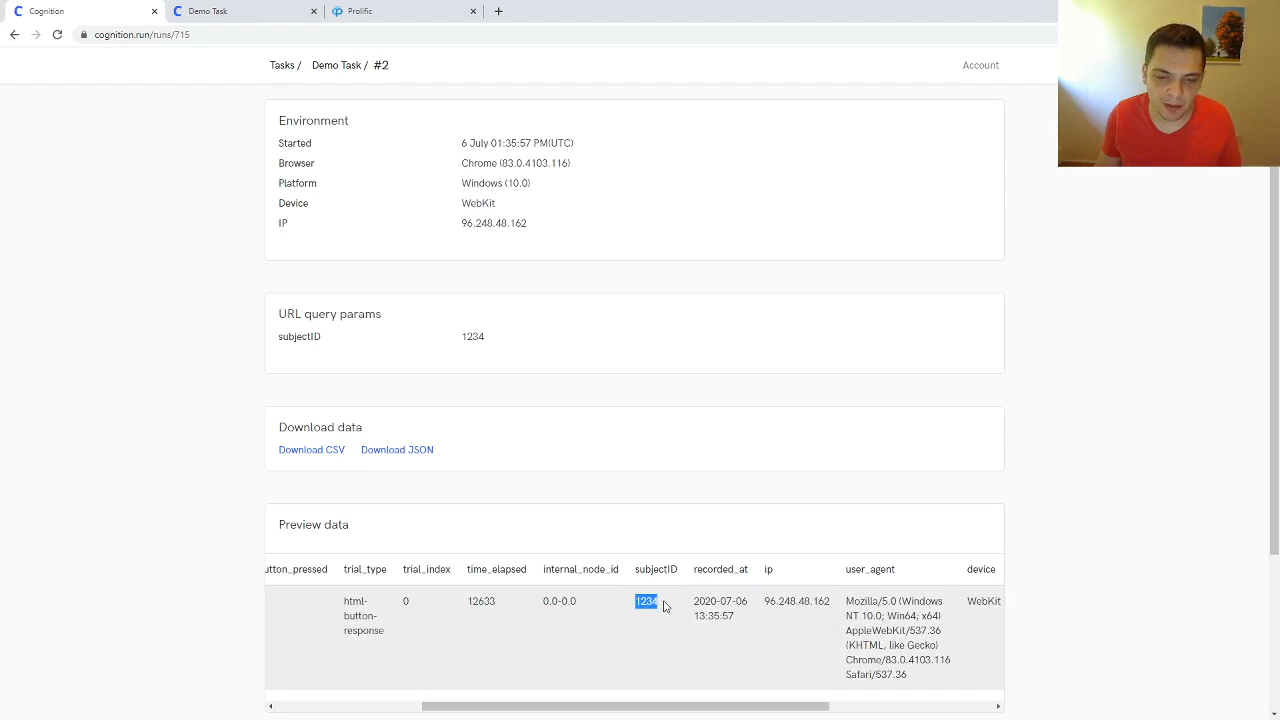 Cognition
Demo Task
Prolific
cognition.run/runs/715
Tasks / Demo Task / #2
Account
Environment
Started 6 July 01:35:57 PM(UTC)
Browser Chrome (83.0.4103.116)
Platform Windows (10.0)
Device WebKit
IP 96.248.48.162
URL query params
subjectID 1234
Download data
Download CSV Download JSON
Preview data
utton_pressed trial_type trial_index time_elapsed internal_node_id subjectID recorded_at ip user_agent device
html- 0 12633 0.0-0.0 1234 2020-07-06 96.248.48.162 Mozilla/5.0 (Windows WebKit
button- 13:35:57 NT 10.0; Win64; x64)
response AppleWebKit/537.36
(KHTML, like Gecko)
Chrome/83.0.4103.116
Safari/537.36